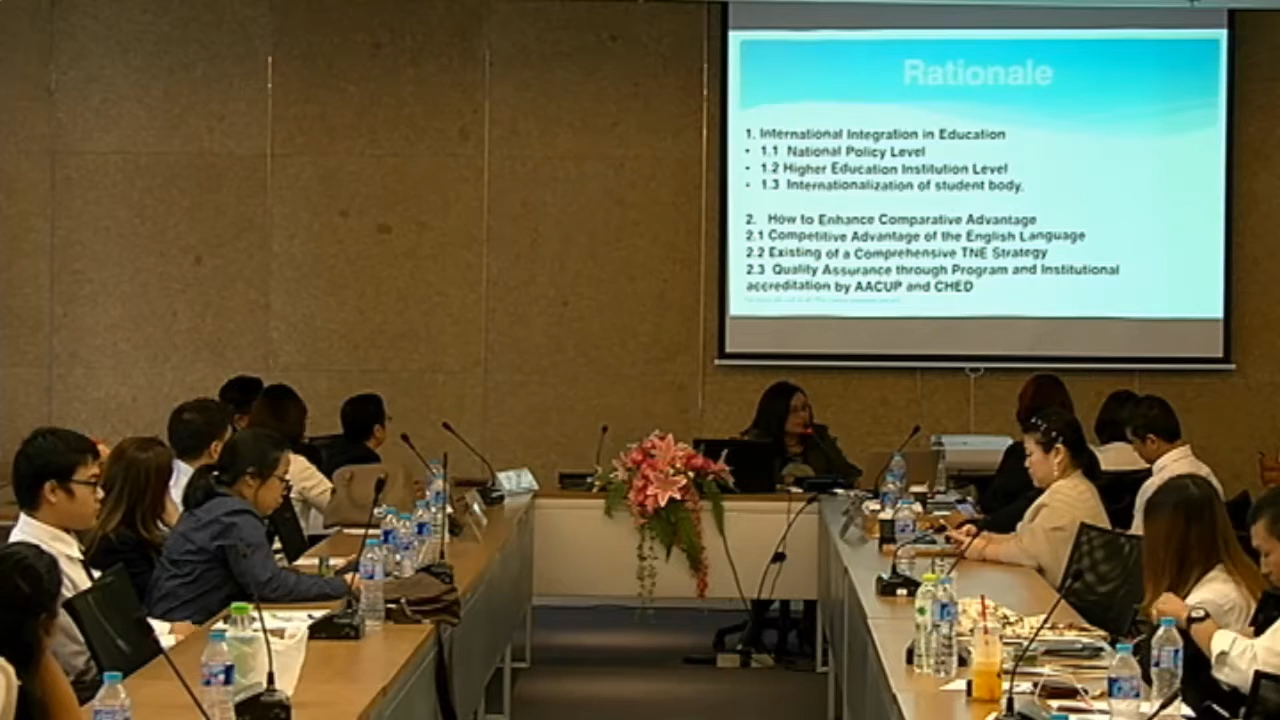 Rationale
1. International Integration in Education
• 1.1 National Policy Level
• 1.2 Higher Education Institution Level
• 1.3 Internationalization of student body.
2. How to Enhance Comparative Advantage
2.1 Competitive Advantage of the English Language
2.2 Existing of a Comprehensive TNE Strategy
2.3 Quality Assurance through Program and Institutional
accreditation by AACUP and CHED